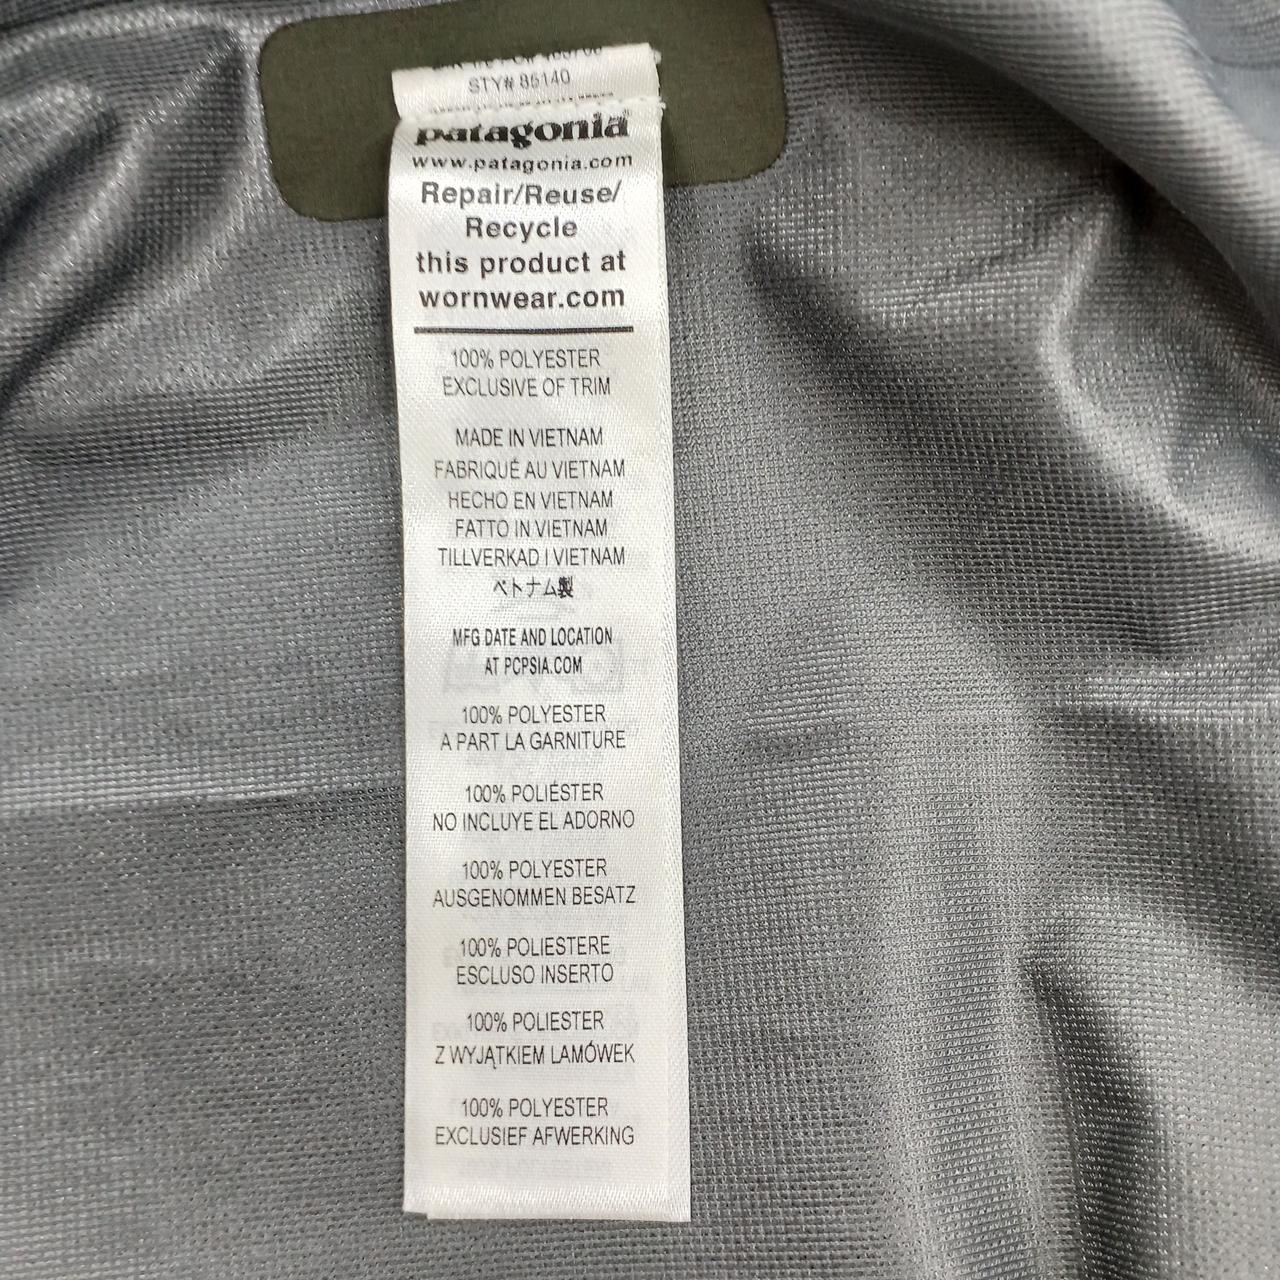 STY# 85140
patagonia
www.patagonia.com
Repair/Reuse/
Recycle
this product at
wornwear.com
100% POLYESTER
EXCLUSIVE OF TRIM
MADE IN VIETNAM
FABRIQUÉ AU VIETNAM
HECHO EN VIETNAM
FATTO IN VIETNAM
TILLVERKAD I VIETNAM
ベトナム製
MFG DATE AND LOCATION
AT PCPSIA.COM
100% POLYESTER
A PART LA GARNITURE
100% POLIÉSTER
NO INCLUYE EL ADORNO
100% POLYESTER
AUSGENOMMEN BESATZ
100% POLIESTERE
ESCLUSO INSERTO
100% POLIESTER
Z WYJĄTKIEM LAMÓWEK
100% POLYESTER
EXCLUSIEF AFWERKING